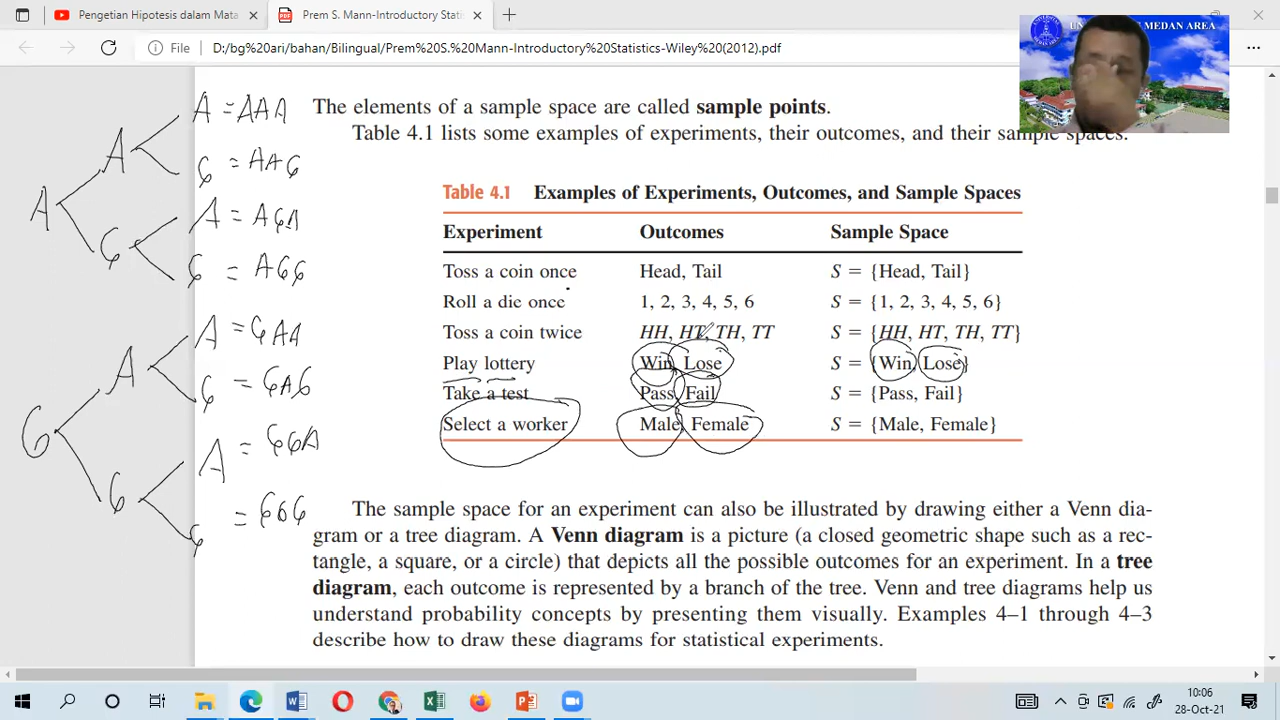 Pengetian Hipotesis dalam Mata
Prem S. Mann-Introductory Stati
File
D:/bg%20ari/bahan/Bilingual/Prem%20S.%20Mann-Introductory%20Statistics-Wiley%20(2012).pdf
MEDAN AREA
The elements of a sample space are called sample points.
Table 4.1 lists some examples of experiments, their outcomes, and their sample spaces.
Table 4.1 Examples of Experiments, Outcomes, and Sample Spaces
Experiment Outcomes Sample Space
Toss a coin once Head, Tail S = {Head, Tail}
Roll a die once 1, 2, 3, 4, 5, 6 S = {1, 2, 3, 4, 5, 6}
Toss a coin twice HH, HT, TH, TT S = {HH, HT, TH, TT}
Play lottery Win, Lose S = {Win, Lose}
Take a test Pass, Fail S = {Pass, Fail}
Select a worker Male, Female S = {Male, Female}
The sample space for an experiment can also be illustrated by drawing either a Venn dia-
gram or a tree diagram. A Venn diagram is a picture (a closed geometric shape such as a rec-
tangle, a square, or a circle) that depicts all the possible outcomes for an experiment. In a tree
diagram, each outcome is represented by a branch of the tree. Venn and tree diagrams help us
understand probability concepts by presenting them visually. Examples 4–1 through 4–3
describe how to draw these diagrams for statistical experiments.
A = AAA
A
G = AAG
A
A = AGA
G
G = AGG
A = GAA
A
G = GAG
G
A = GGA
G
G = GGG
10:06
28-Oct-21